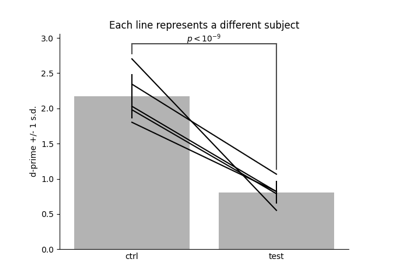 Each line represents a different subject
p < 10⁻⁹
d-prime +/- 1 s.d.
3.0
2.5
2.0
1.5
1.0
0.5
0.0
ctrl
test